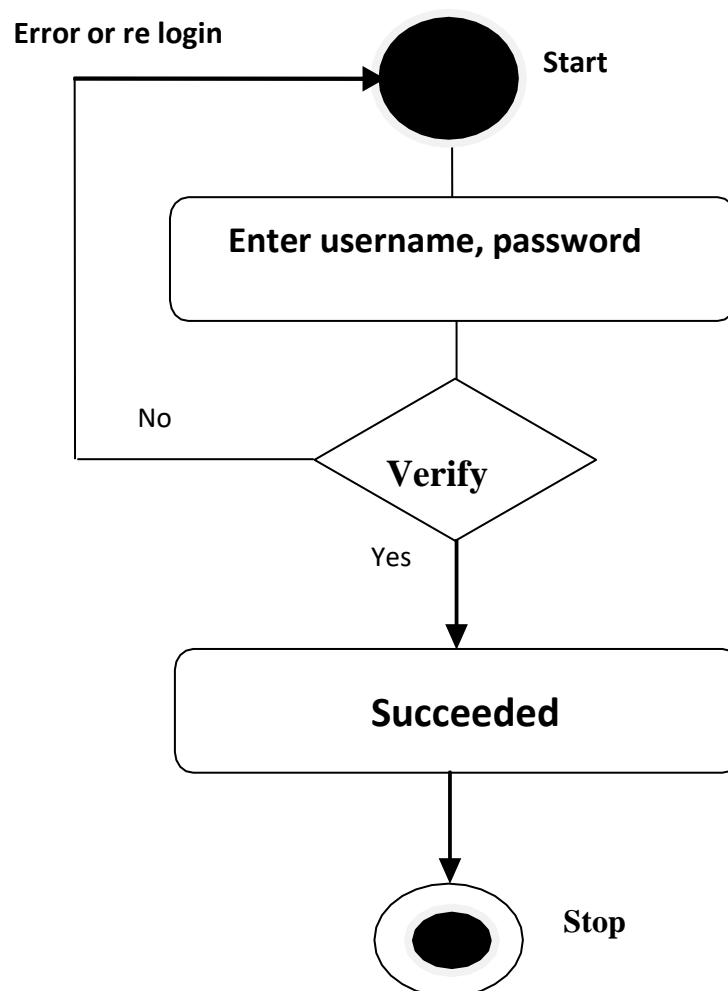 Error or re login
Start
Enter username, password
No
Verify
Yes
Succeeded
Stop